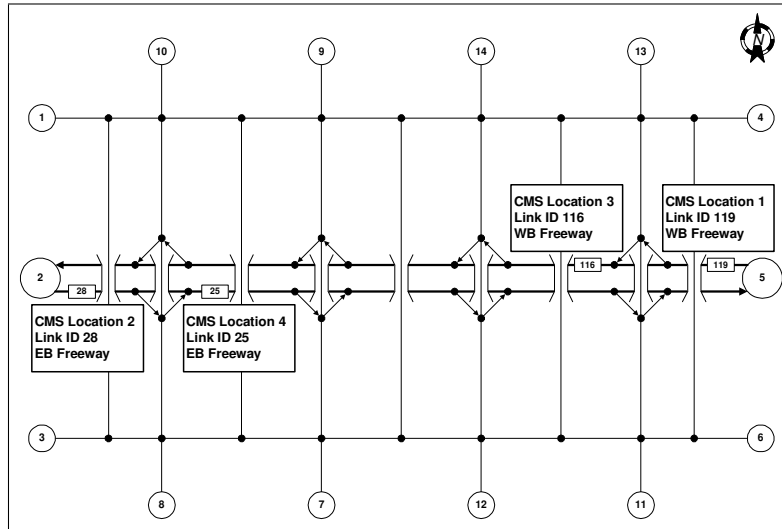 10
9
14
13
N
1
4
CMS Location 3
Link ID 116
WB Freeway
CMS Location 1
Link ID 119
WB Freeway
2
116
119
5
28
25
CMS Location 2
Link ID 28
EB Freeway
CMS Location 4
Link ID 25
EB Freeway
3
6
8
7
12
11